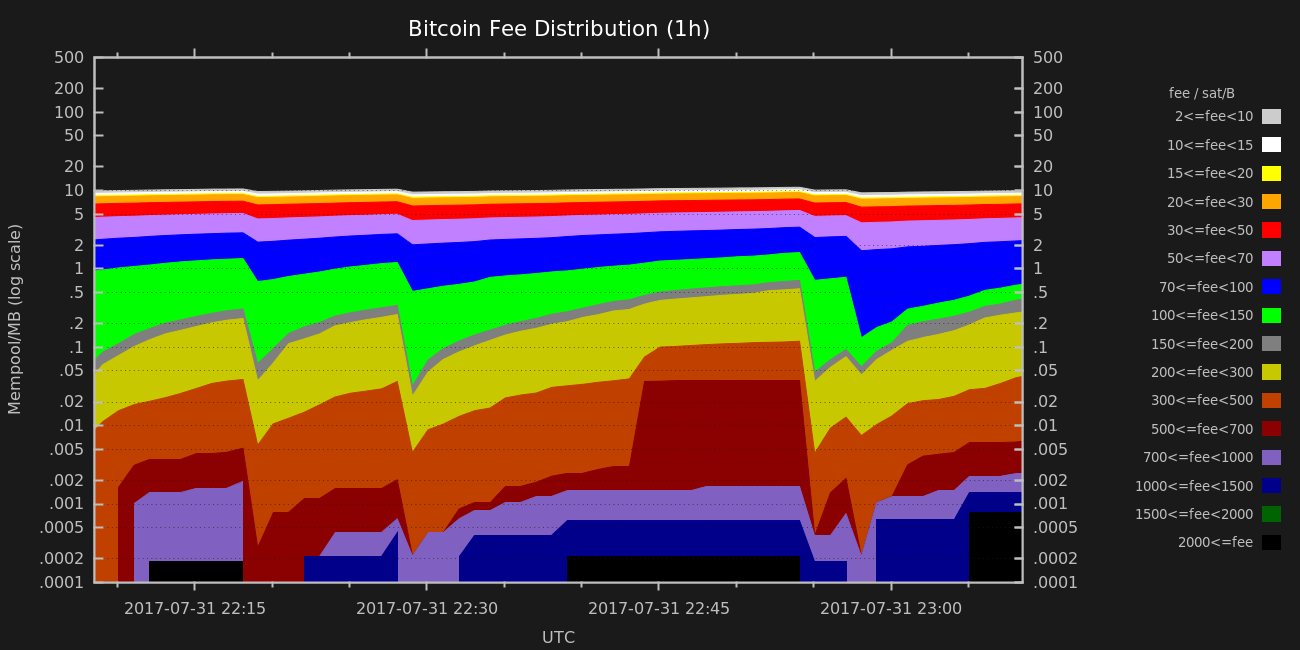 Bitcoin Fee Distribution (1h)
500
200
100
50
20
10
5
2
1
.5
.2
.1
.05
.02
.01
.005
.002
.001
.0005
.0002
.0001
Mempool/MB (log scale)
500
200
100
50
20
10
5
2
1
.5
.2
.1
.05
.02
.01
.005
.002
.001
.0005
.0002
.0001
2017-07-31 22:15
2017-07-31 22:30
2017-07-31 22:45
2017-07-31 23:00
UTC
fee / sat/B
2<=fee<10
10<=fee<15
15<=fee<20
20<=fee<30
30<=fee<50
50<=fee<70
70<=fee<100
100<=fee<150
150<=fee<200
200<=fee<300
300<=fee<500
500<=fee<700
700<=fee<1000
1000<=fee<1500
1500<=fee<2000
2000<=fee